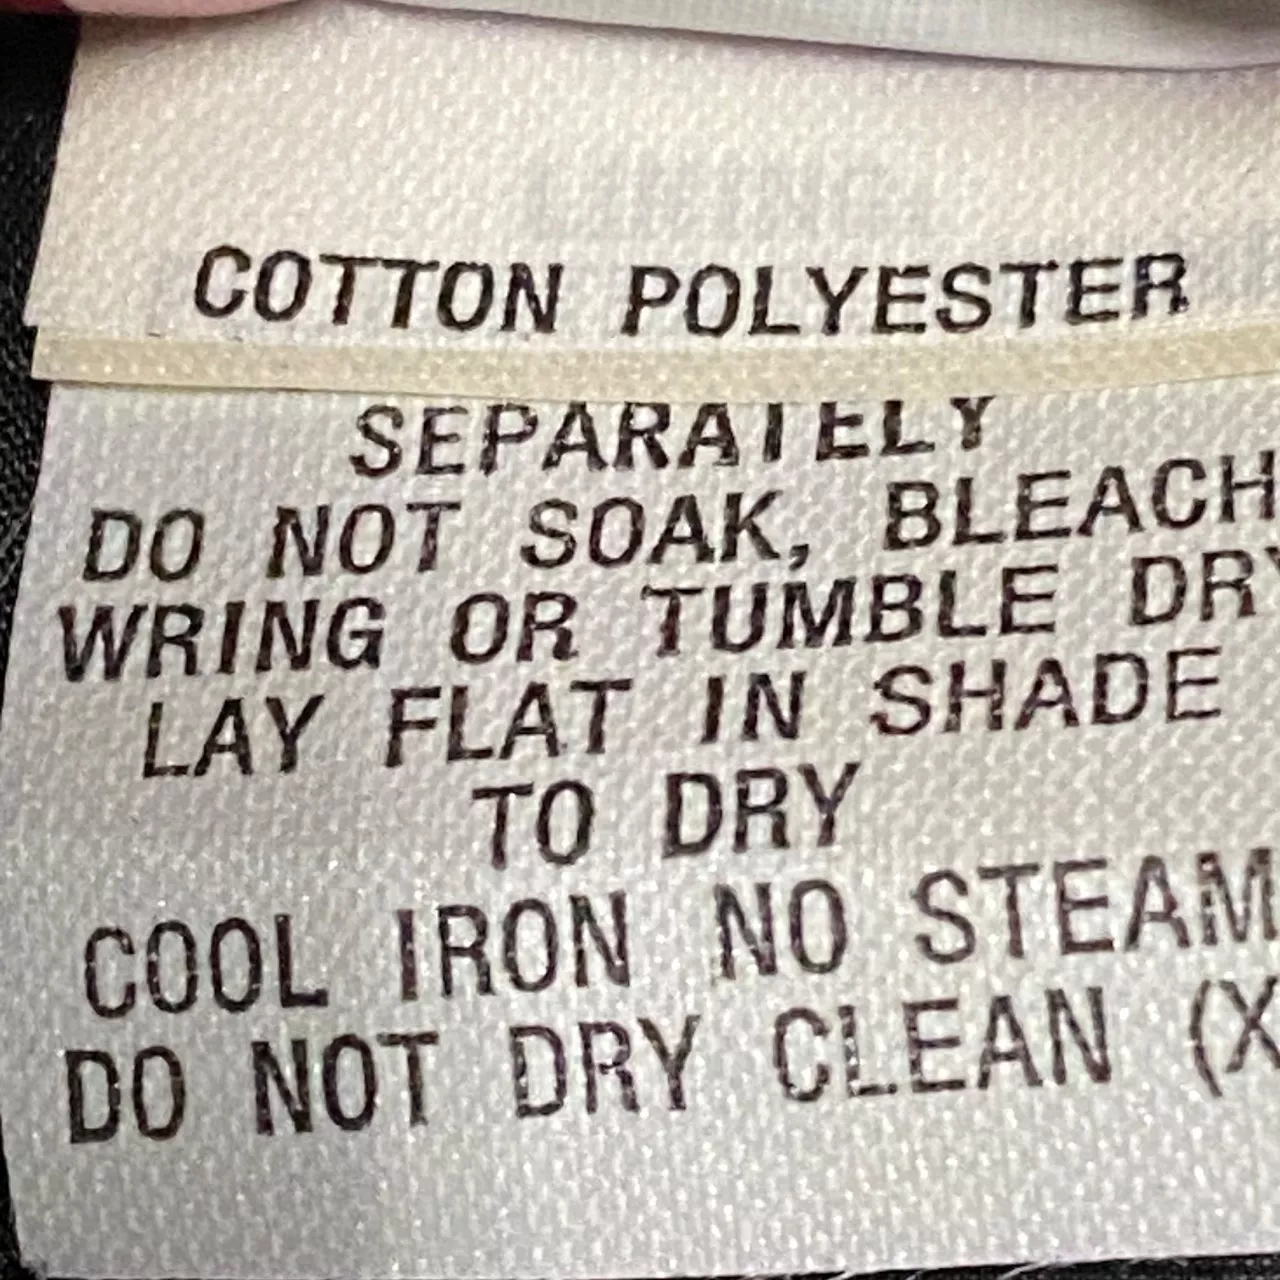 COTTON POLYESTER
SEPARATELY
DO NOT SOAK, BLEACH
WRING OR TUMBLE DRY
LAY FLAT IN SHADE
TO DRY
COOL IRON NO STEAM
DO NOT DRY CLEAN (X